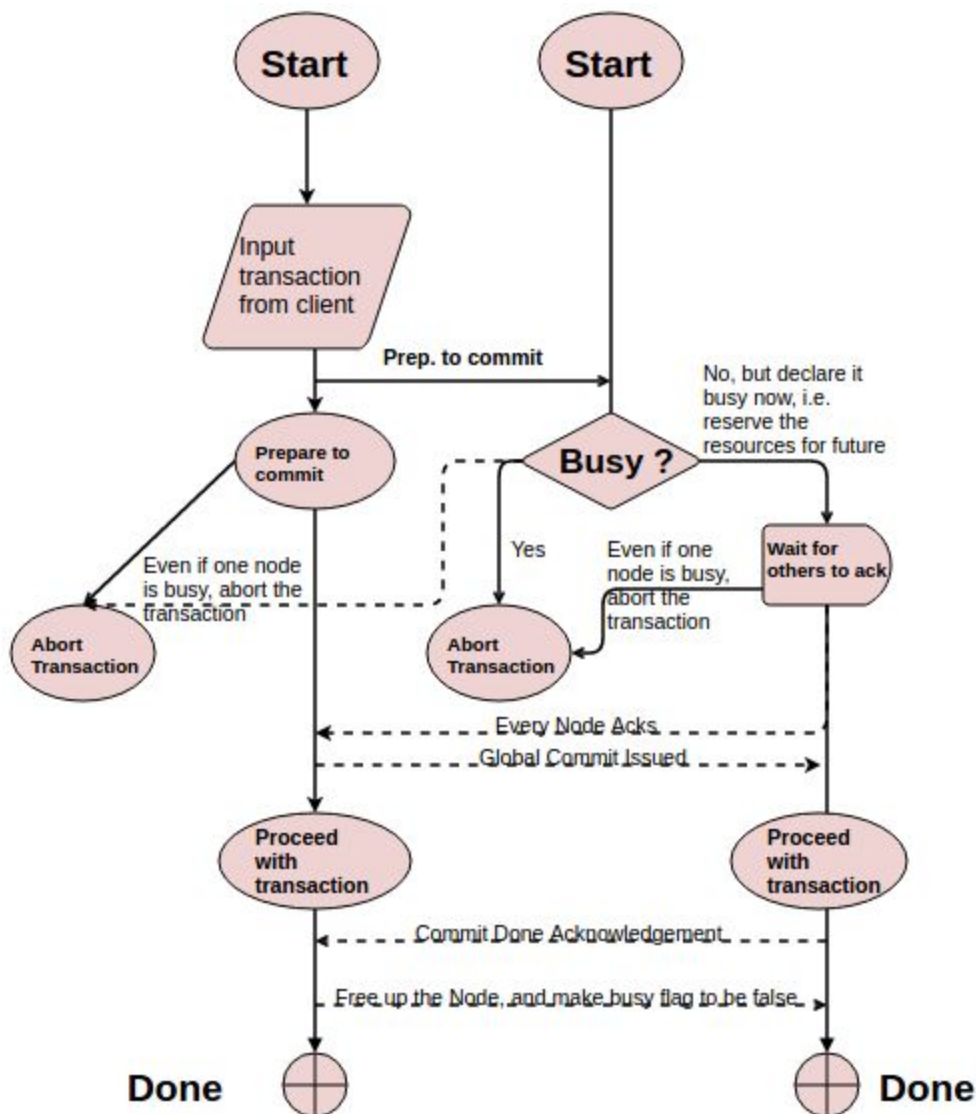 Start
Start
Input
transaction
from client
Prep. to commit
No, but declare it
busy now, i.e.
reserve the
resources for future
Prepare to
commit
Busy ?
Yes
Even if one node
is busy, abort the
transaction
Even if one
node is busy,
abort the
transaction
Wait for
others to ack
Abort
Transaction
Abort
Transaction
Every Node Acks
Global Commit Issued
Proceed
with
transaction
Proceed
with
transaction
Commit Done Acknowledgement
Free up the Node, and make busy flag to be false
Done
Done